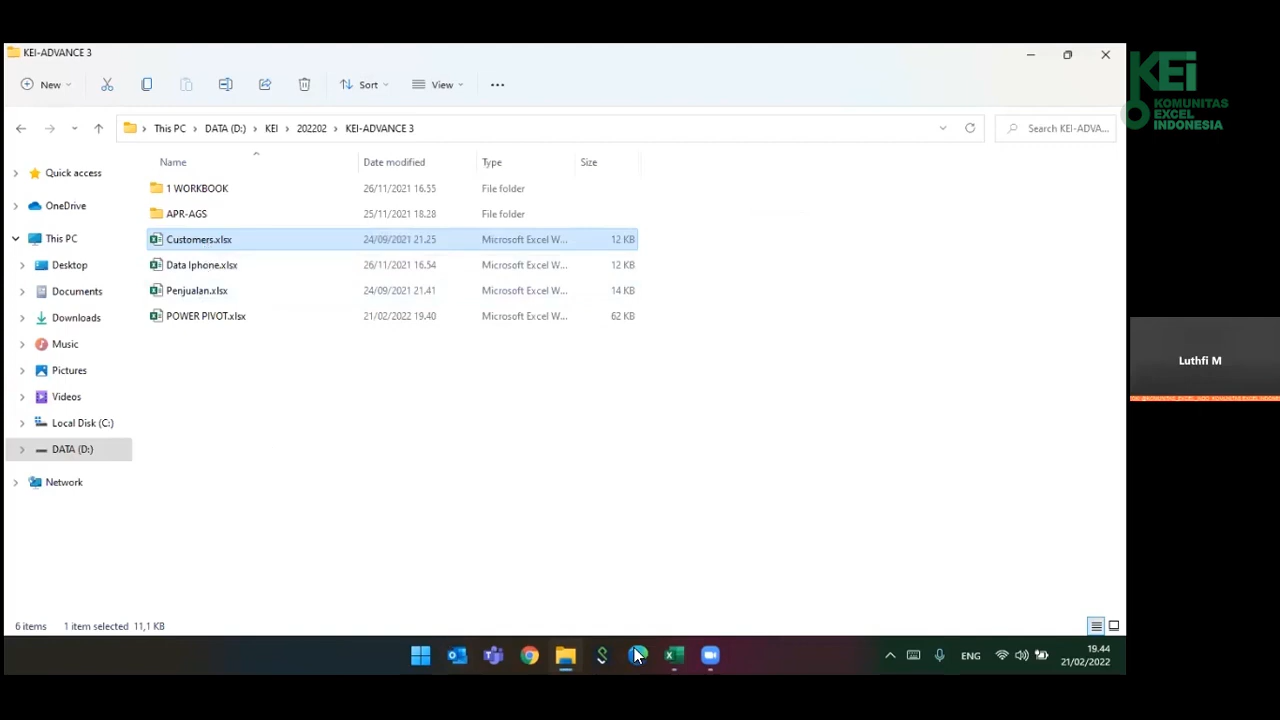 KEI-ADVANCE 3
New
Sort
View
This PC > DATA (D:) > KEI > 202202 > KEI-ADVANCE 3
Search KEI-ADVA...
Name Date modified Type Size
Quick access
OneDrive
This PC
Desktop
Documents
Downloads
Music
Pictures
Videos
Local Disk (C:)
DATA (D:)
Network
1 WORKBOOK 26/11/2021 16.55 File folder
APR-AGS 25/11/2021 18.28 File folder
Customers.xlsx 24/09/2021 21.25 Microsoft Excel W... 12 KB
Data Iphone.xlsx 26/11/2021 16.54 Microsoft Excel W... 12 KB
Penjualan.xlsx 24/09/2021 21.41 Microsoft Excel W... 14 KB
POWER PIVOT.xlsx 21/02/2022 19.40 Microsoft Excel W... 62 KB
6 items 1 item selected 11,1 KB
ENG
19.44
21/02/2022
KEi
KOMUNITAS
EXCEL
INDONESIA
Luthfi M